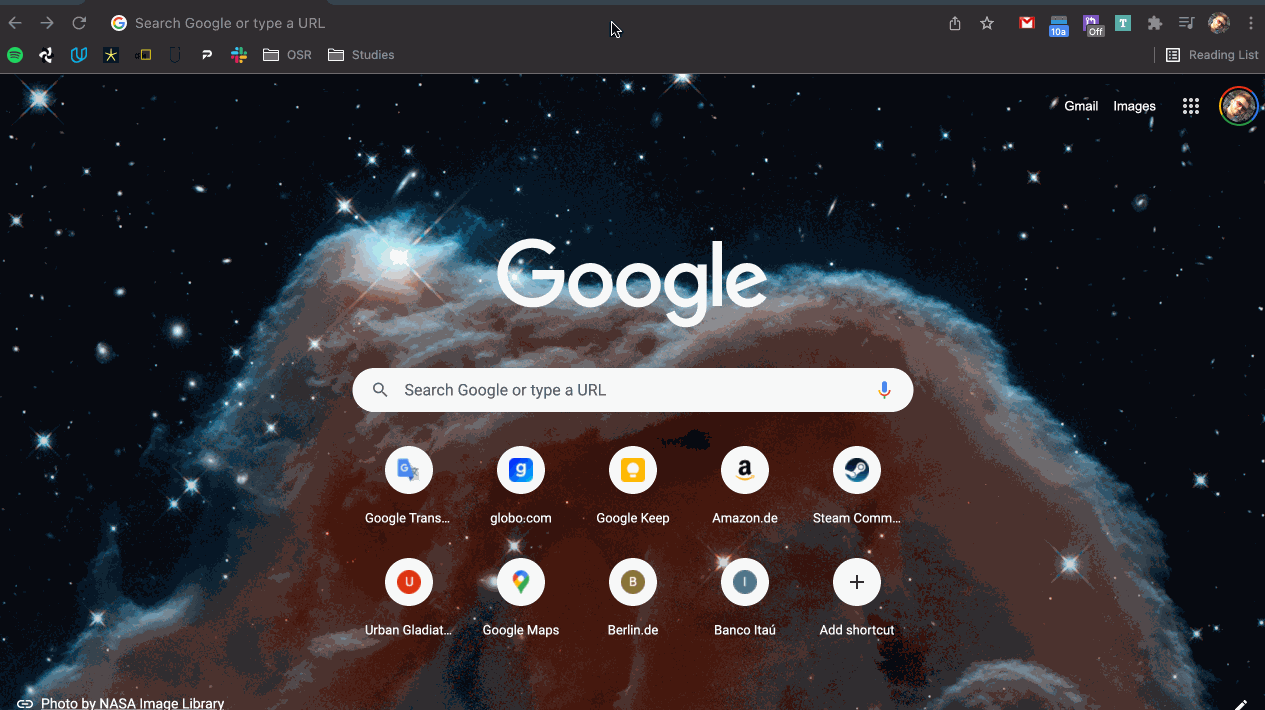 Search Google or type a URL
10a
Off
T
OSR
Studies
Reading List
Gmail
Images
Google
Search Google or type a URL
Google Trans...
globo.com
Google Keep
Amazon.de
Steam Comm...
U
B
I
Urban Gladiat...
Google Maps
Berlin.de
Banco Itaú
Add shortcut
Photo by NASA Image Library